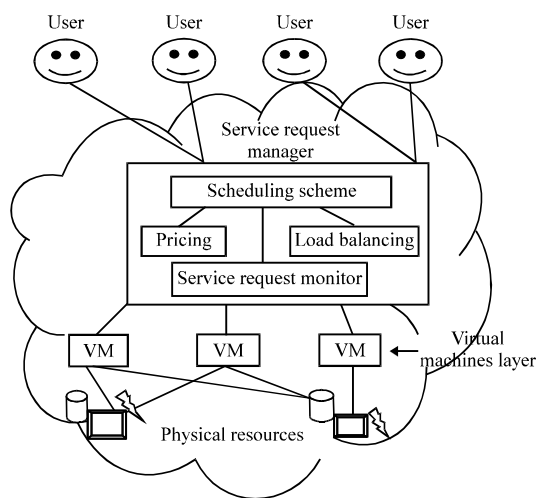 User
User
User
User
Service request
manager
Scheduling scheme
Pricing
Load balancing
Service request monitor
VM
VM
VM
Virtual
machines layer
Physical resources